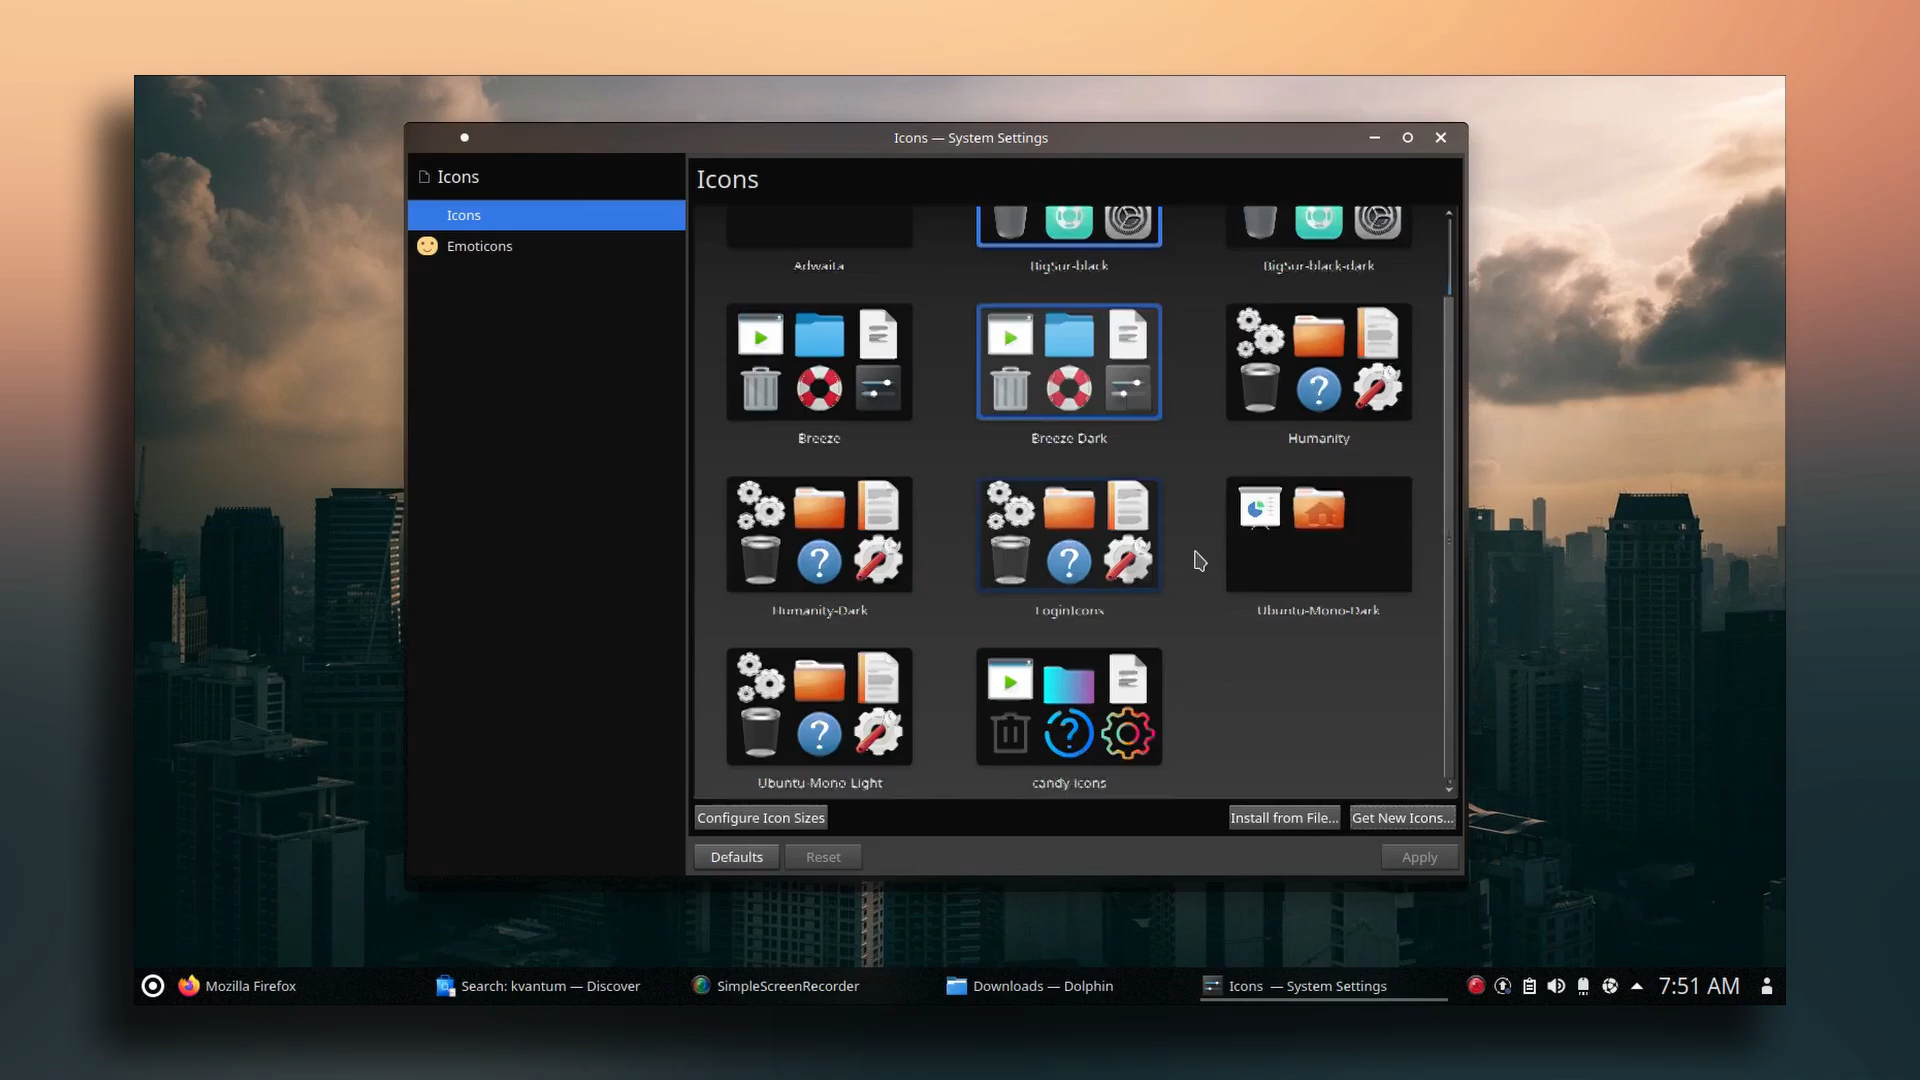 Icons — System Settings
Icons
Icons
Icons
Emoticons
Adwaita
BigSur-black
BigSur-black-dark
Breeze
Breeze Dark
Humanity
Humanity-Dark
LoginIcons
Ubuntu-Mono-Dark
Ubuntu-Mono-Light
candy-icons
Configure Icon Sizes
Install from File...
Get New Icons...
Defaults
Reset
Apply
Mozilla Firefox
Search: kvantum — Discover
SimpleScreenRecorder
Downloads — Dolphin
Icons — System Settings
7:51 AM